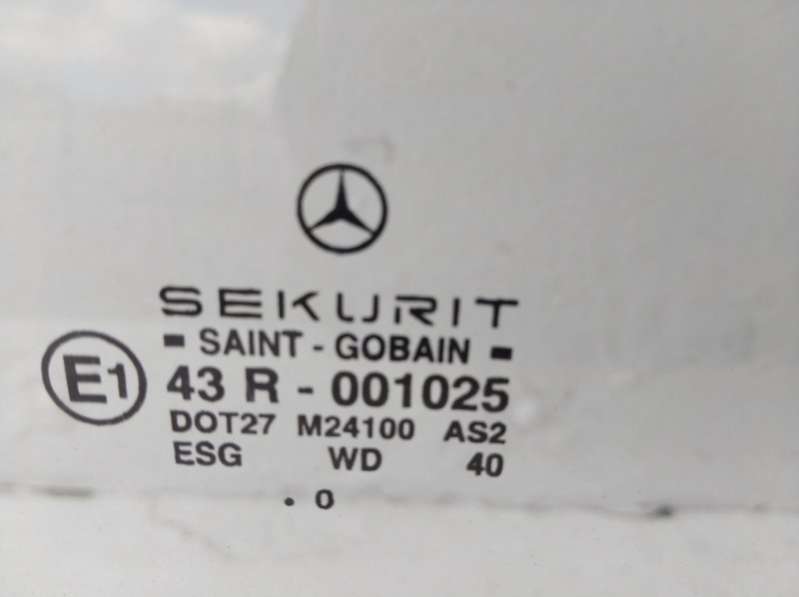 SEKURIT
- SAINT - GOBAIN -
E1 43 R - 001025
DOT27 M24100 AS2
ESG WD 40
. 0